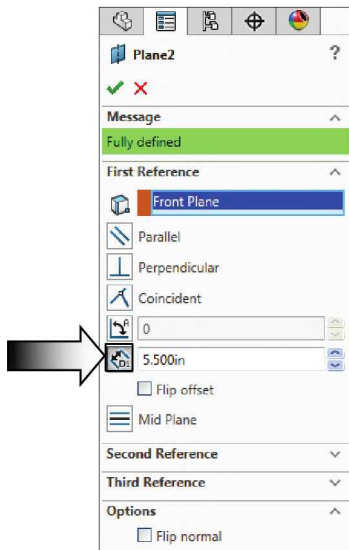 Plane2 ?
Message
Fully defined
First Reference
Front Plane
Parallel
Perpendicular
Coincident
0
5.500in
Flip offset
Mid Plane
Second Reference
Third Reference
Options
Flip normal